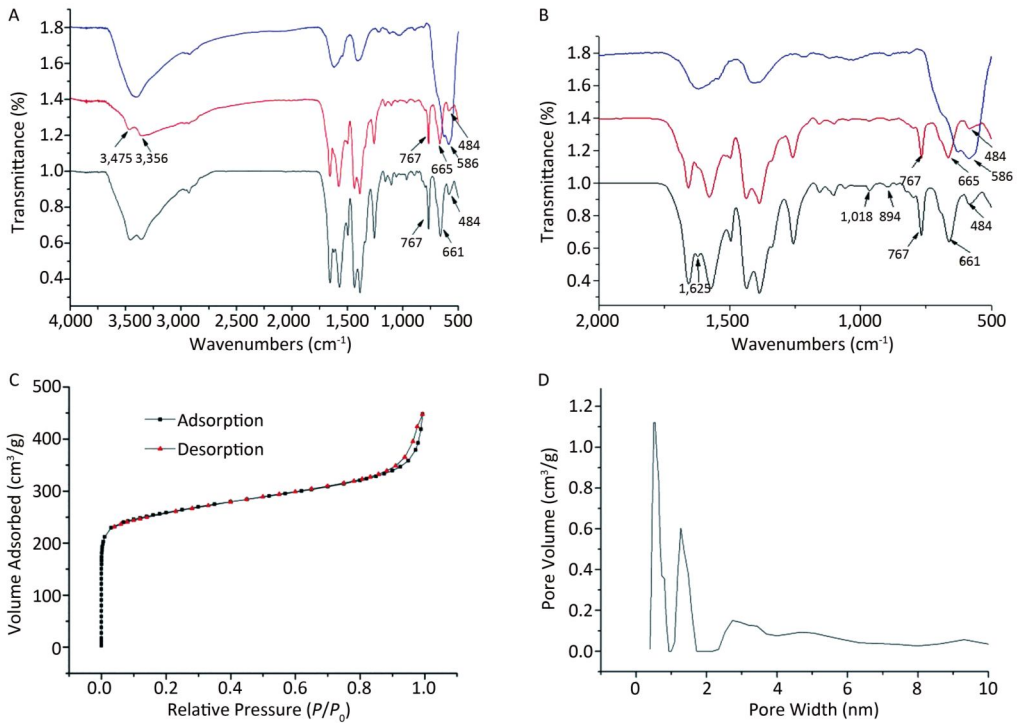 A
Transmittance (%)
1.8
1.6
1.4
1.2
1.0
0.8
0.6
0.4
3,475 3,356
767
665
586
484
767
661
484
4,000 3,500 3,000 2,500 2,000 1,500 1,000 500
Wavenumbers (cm⁻¹)
B
Transmittance (%)
1.8
1.6
1.4
1.2
1.0
0.8
0.6
0.4
767
665
586
484
1,018 894
767
661
484
1,625
2,000 1,500 1,000 500
Wavenumbers (cm⁻¹)
C
Volume Adsorbed (cm³/g)
500
400
300
200
100
0
Adsorption
Desorption
0.0 0.2 0.4 0.6 0.8 1.0
Relative Pressure (P/P₀)
D
Pore Volume (cm³/g)
1.2
1.0
0.8
0.6
0.4
0.2
0.0
0 2 4 6 8 10
Pore Width (nm)